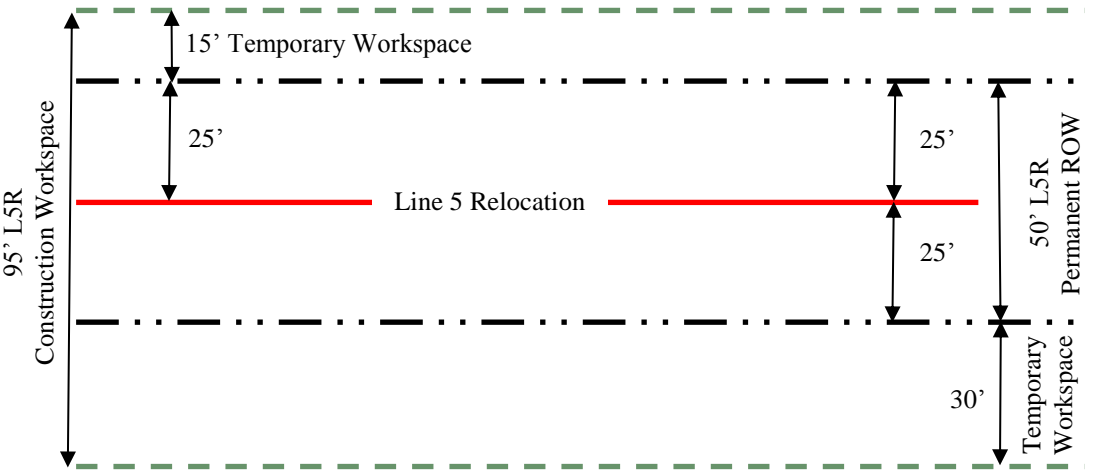 15’ Temporary Workspace
95’ L5R
Construction Workspace
25’
Line 5 Relocation
25’
25’
50’ L5R
Permanent ROW
30’
Temporary
Workspace